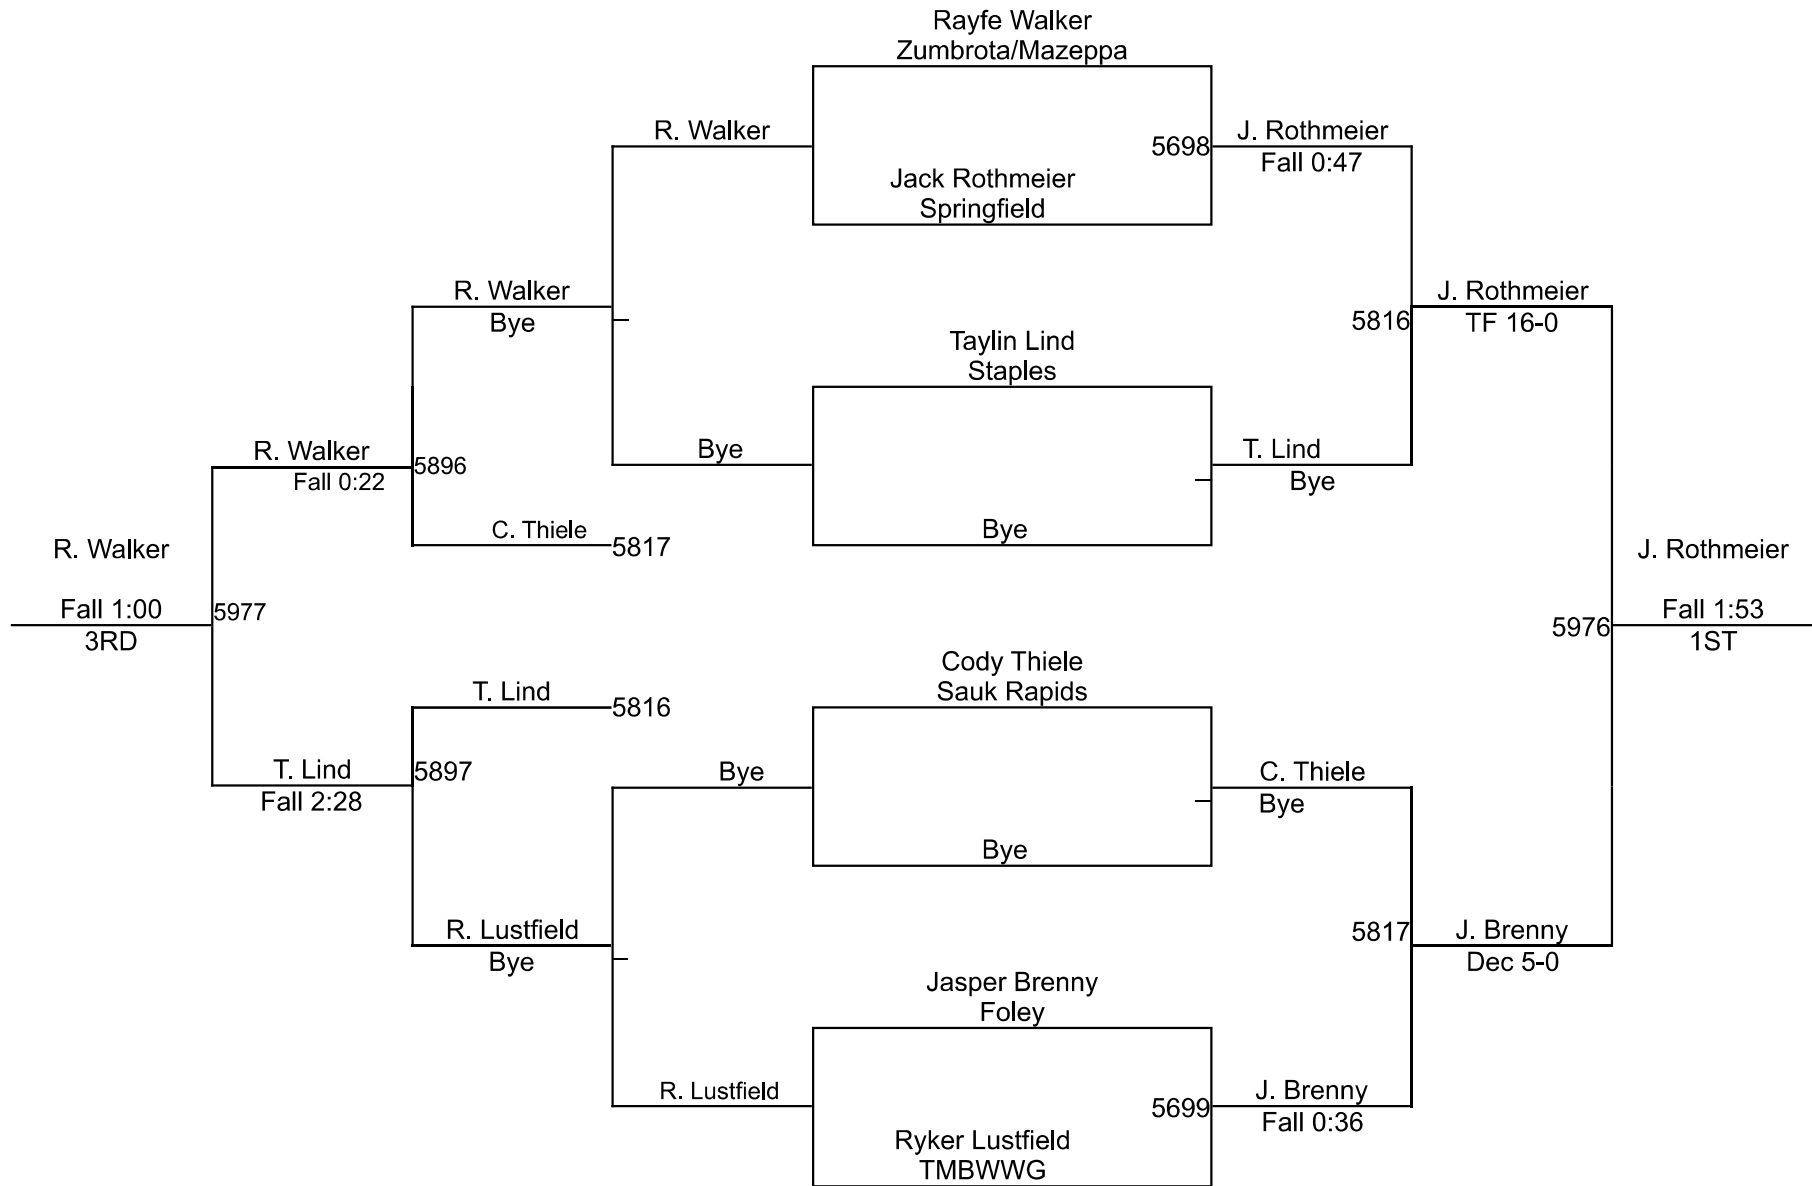 Rayfe Walker
Zumbrota/Mazeppa
R. Walker
5698
J. Rothmeier
Fall 0:47
Jack Rothmeier
Springfield
R. Walker
Bye
5816
J. Rothmeier
TF 16-0
Taylin Lind
Staples
R. Walker
Fall 0:22
5896
Bye
T. Lind
Bye
Bye
C. Thiele
5817
R. Walker
Fall 1:00
3RD
5977
J. Rothmeier
5976
Fall 1:53
1ST
Cody Thiele
Sauk Rapids
T. Lind
5816
T. Lind
Fall 2:28
5897
Bye
C. Thiele
Bye
Bye
R. Lustfield
Bye
5817
J. Brenny
Dec 5-0
Jasper Brenny
Foley
R. Lustfield
5699
J. Brenny
Fall 0:36
Ryker Lustfield
TMBWWG